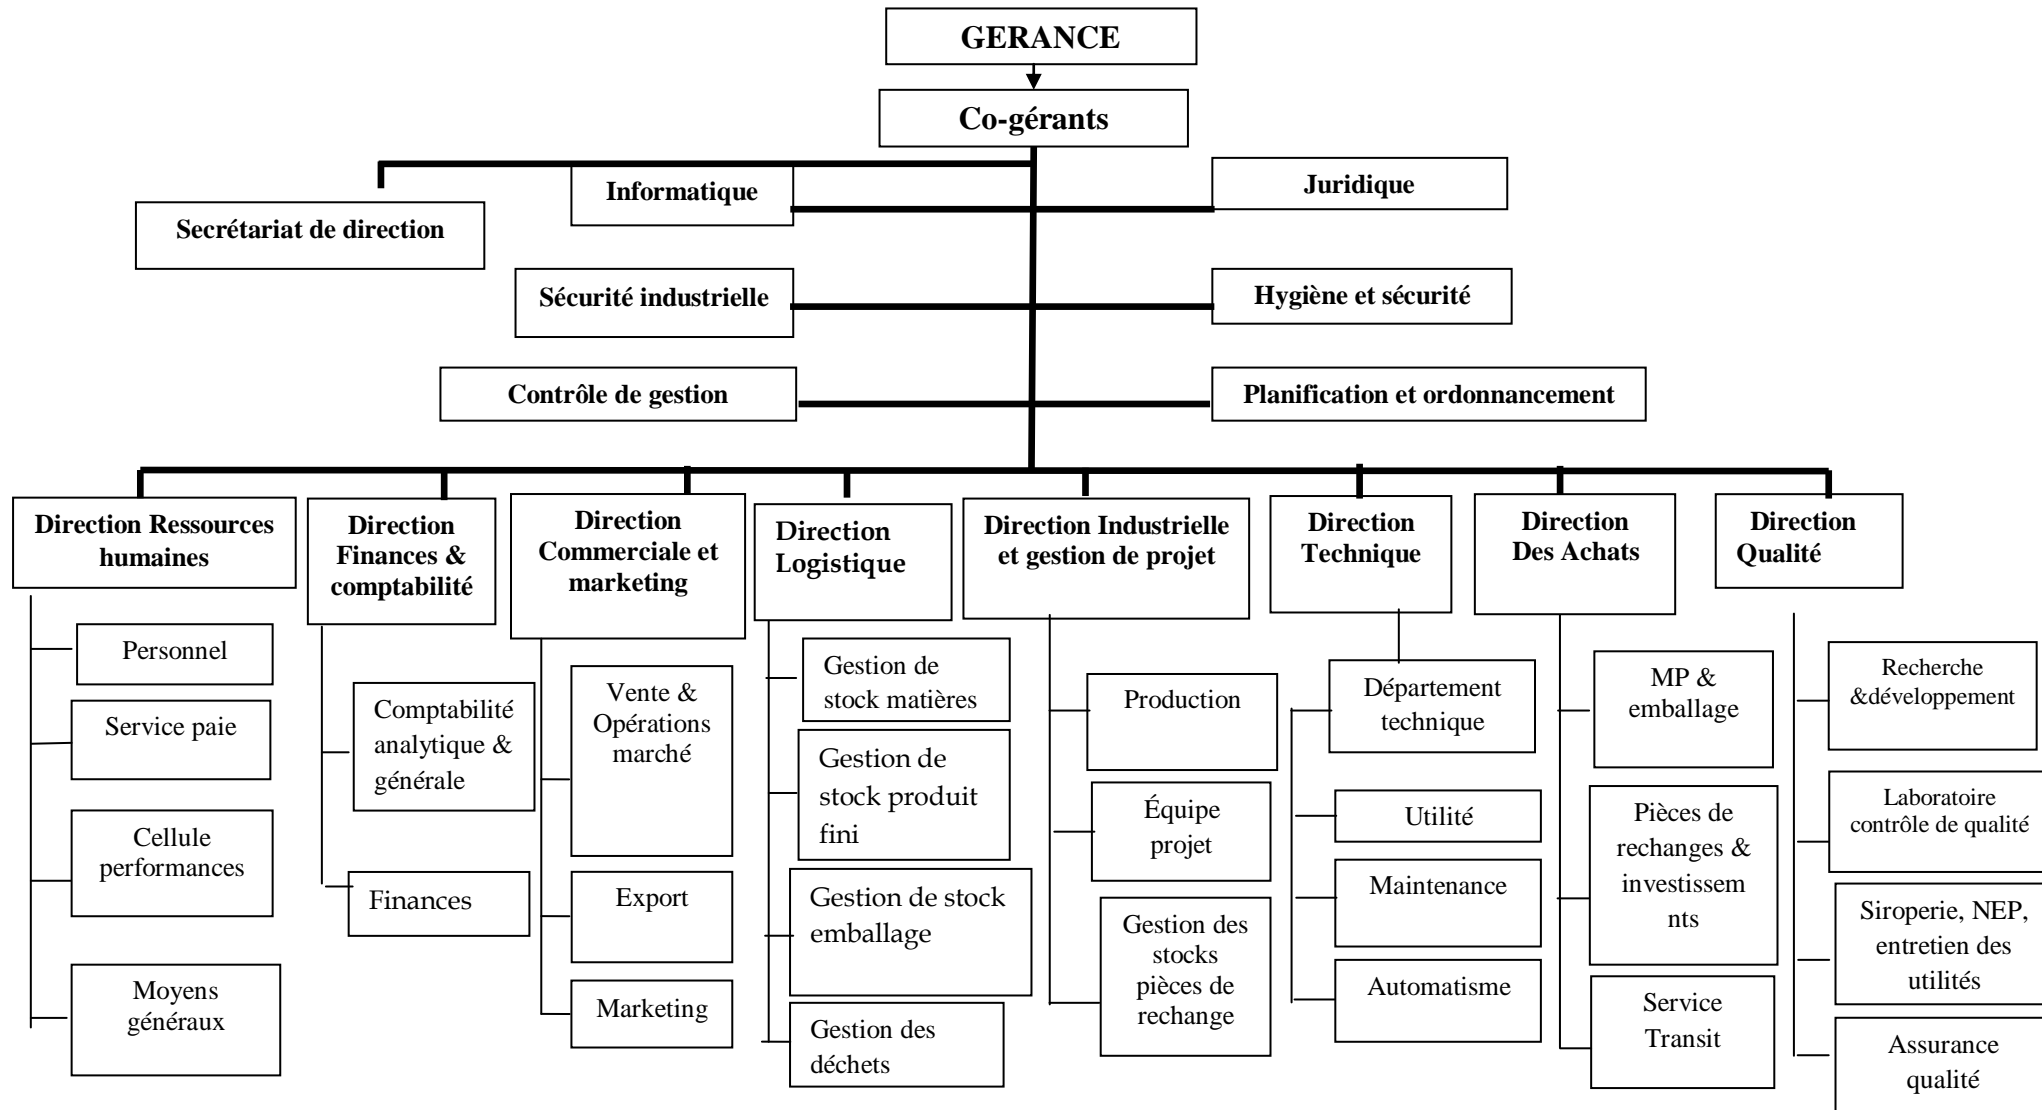 GERANCE
Co-gérants
Informatique
Juridique
Secrétariat de direction
Sécurité industrielle
Hygiène et sécurité
Contrôle de gestion
Planification et ordonnancement
Direction Ressources
humaines
Direction
Finances &
comptabilité
Direction
Commerciale et
marketing
Direction
Logistique
Direction Industrielle
et gestion de projet
Direction
Technique
Direction
Des Achats
Direction
Qualité
Personnel
Service paie
Cellule
performances
Moyens
généraux
Comptabilité
analytique &
générale
Finances
Vente &
Opérations
marché
Export
Marketing
Gestion de
stock matières
Gestion de
stock produit
fini
Gestion de stock
emballage
Gestion des
déchets
Production
Équipe
projet
Gestion des
stocks
pièces de
rechange
Département
technique
Utilité
Maintenance
Automatisme
MP &
emballage
Pièces de
rechanges &
investissem
nts
Service
Transit
Recherche
&développement
Laboratoire
contrôle de qualité
Siroperie, NEP,
entretien des
utilités
Assurance
qualité